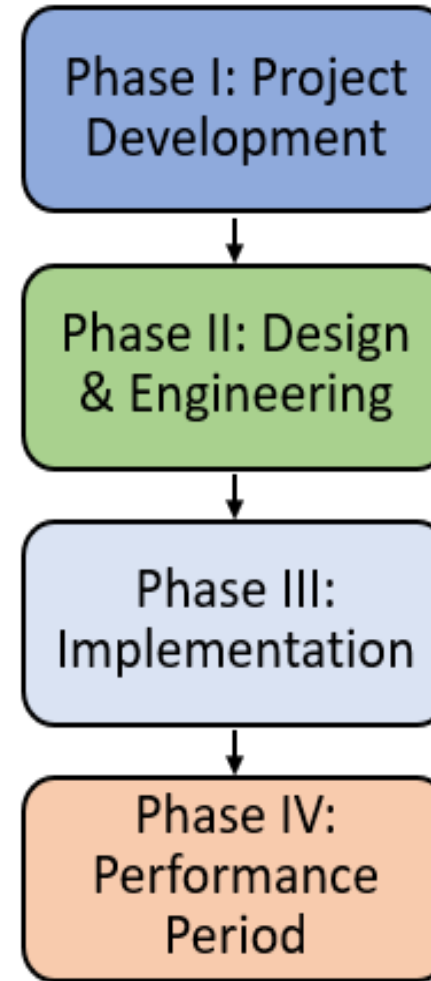 Phase I: Project
Development
Phase II: Design
& Engineering
Phase III:
Implementation
Phase IV:
Performance
Period